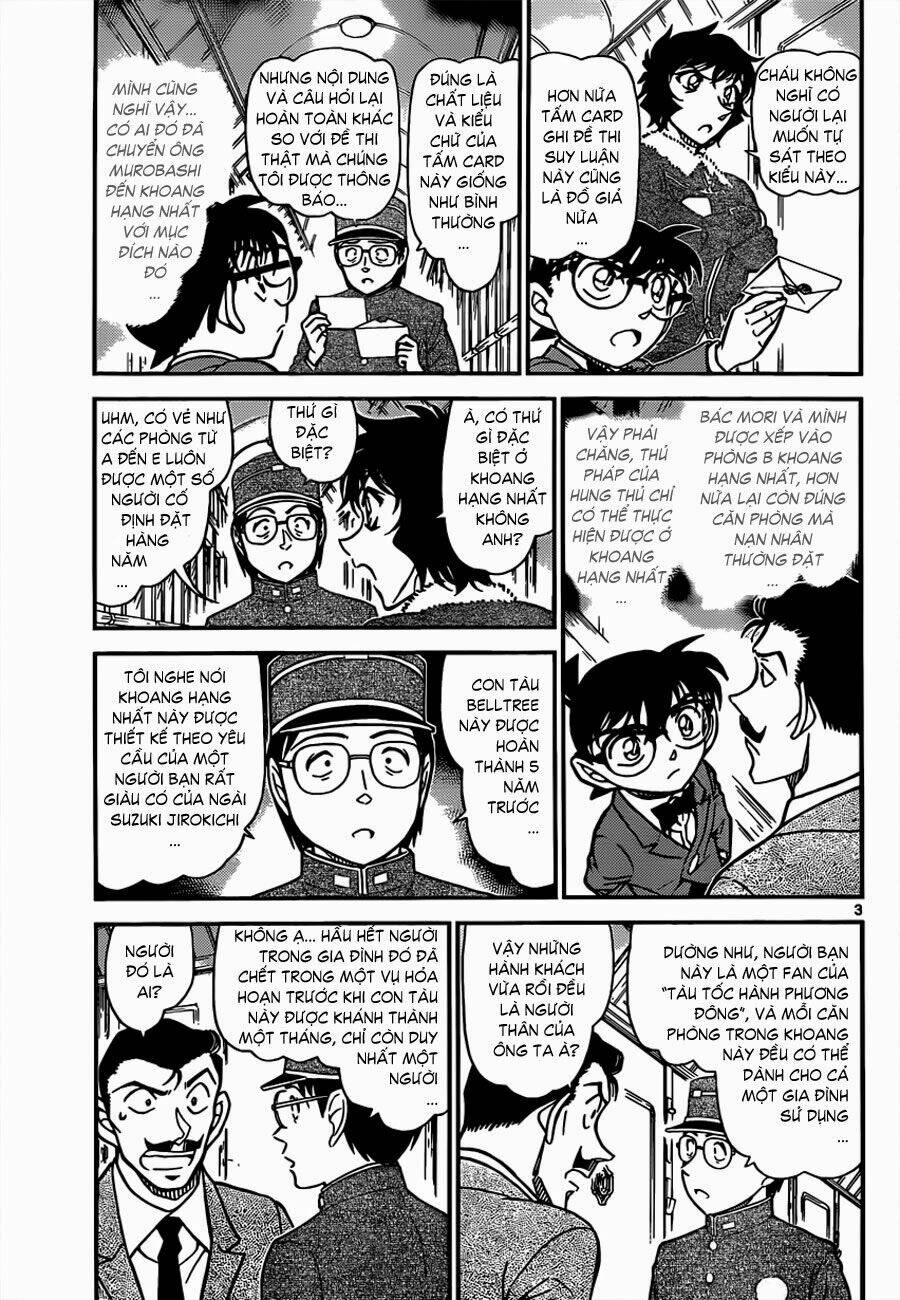 CHÁU KHÔNG
NGHĨ CÓ
NGƯỜI LẠI
MUỐN TỰ
SÁT THEO
KIỂU NÀY...
HƠN NỮA
TẤM CARD
GHI ĐỀ THI
SUY LUẬN
NÀY CŨNG
LÀ ĐỒ GIẢ
NỮA
ĐÚNG LÀ
CHẤT LIỆU
VÀ KIỂU
CHỮ CỦA
TẤM CARD
NÀY GIỐNG
NHƯ BÌNH
THƯỜNG
...
NHƯNG NỘI DUNG
VÀ CÂU HỎI LẠI
HOÀN TOÀN KHÁC
SO VỚI ĐỀ THI
THẬT MÀ CHÚNG
TÔI ĐƯỢC THÔNG
BÁO...
MÌNH CŨNG
NGHĨ VẬY...
CÓ AI ĐÓ ĐÃ
CHUYỂN ÔNG
MUROBASHI
ĐẾN KHOANG
HẠNG NHẤT
VỚI MỤC
ĐÍCH NÀO
ĐÓ
...
BÁC MORI VÀ MÌNH
ĐƯỢC XẾP VÀO
PHÒNG B KHOANG
HẠNG NHẤT, HƠN
NỮA LẠI CÒN ĐÚNG
CĂN PHÒNG MÀ
NẠN NHÂN
THƯỜNG ĐẶT
...
VẬY PHẢI
CHĂNG, THỦ
PHÁP CỦA
HUNG THỦ CHỈ
CÓ THỂ THỰC
HIỆN ĐƯỢC Ở
KHOANG
HẠNG NHẤT
...
À, CÓ THỨ
GÌ ĐẶC
BIỆT Ở
KHOANG
HẠNG NHẤT
KHÔNG
ANH?
THỨ GÌ
ĐẶC
BIỆT?
UHM, CÓ VẺ NHƯ
CÁC PHÒNG TỪ
A ĐẾN E LUÔN
ĐƯỢC MỘT SỐ
NGƯỜI CỐ
ĐỊNH ĐẶT
HÀNG
NĂM
...
CON TÀU
BELLTREE
NÀY ĐƯỢC
HOÀN
THÀNH 5
NĂM
TRƯỚC
TÔI NGHE NÓI
KHOANG HẠNG
NHẤT NÀY ĐƯỢC
THIẾT KẾ THEO YÊU
CẦU CỦA MỘT
NGƯỜI BẠN RẤT
GIÀU CÓ CỦA NGÀI
SUZUKI JIROKICHI
...
3
DƯỜNG NHƯ, NGƯỜI BẠN
NÀY LÀ MỘT FAN CỦA
"TÀU TỐC HÀNH PHƯƠNG
ĐÔNG", VÀ MỖI CĂN
PHÒNG TRONG KHOANG
NÀY ĐỀU CÓ THỂ
DÀNH CHO CẢ
MỘT GIA ĐÌNH
SỬ DỤNG
...
VẬY NHỮNG
HÀNH KHÁCH
VỪA RỒI ĐỀU
LÀ NGƯỜI
THÂN CỦA
ÔNG TA À?
KHÔNG Ạ... HẦU HẾT NGƯỜI
TRONG GIA ĐÌNH ĐÓ ĐÃ
CHẾT TRONG MỘT VỤ HỎA
HOẠN TRƯỚC KHI CON TÀU
NÀY ĐƯỢC KHÁNH THÀNH
MỘT THÁNG, CHỈ CÒN DUY
NHẤT MỘT
NGƯỜI
...
NGƯỜI
ĐÓ LÀ
AI?